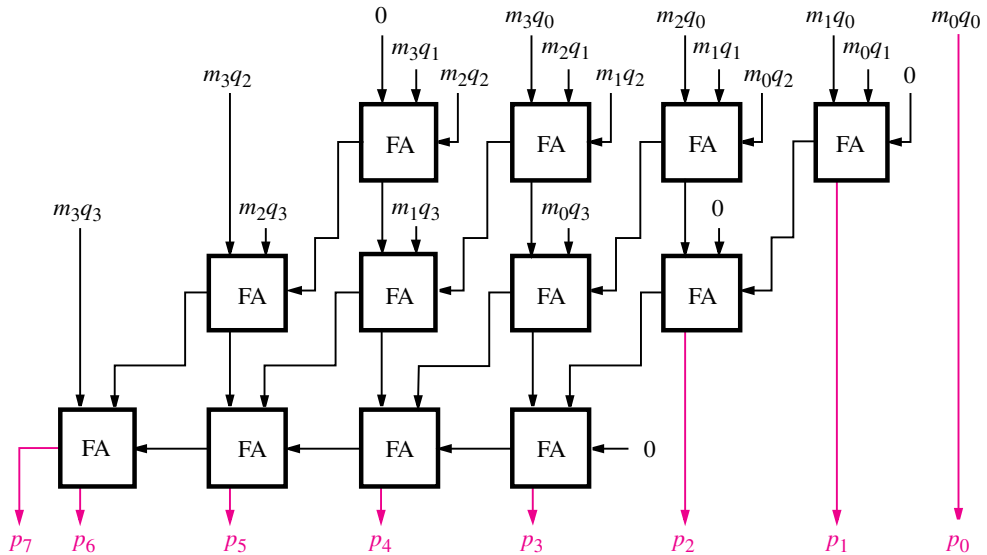 0 m₃q₀ m₂q₀ m₁q₀ m₀q₀
m₃q₁ m₂q₁ m₁q₁ m₀q₁
m₃q₂ m₂q₂ m₁q₂ m₀q₂ 0
FA FA FA FA
m₃q₃ m₂q₃ m₁q₃ m₀q₃ 0
FA FA FA FA
FA FA FA FA 0
p₇ p₆ p₅ p₄ p₃ p₂ p₁ p₀